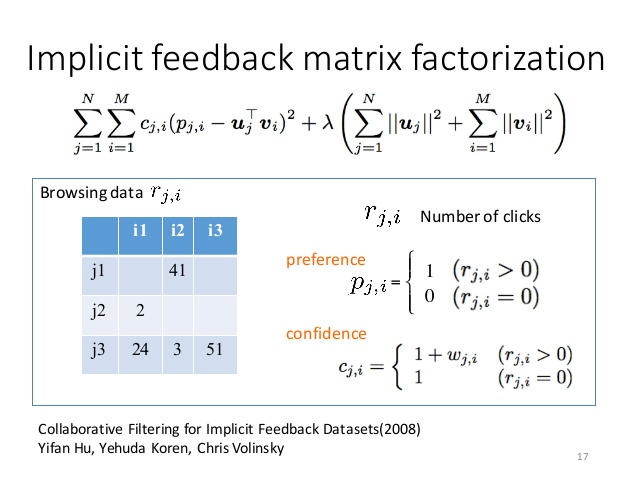 Implicit feedback matrix factorization
$\sum_{j=1}^{N}\sum_{i=1}^{M} c_{j,i}(p_{j,i} - \boldsymbol{u}_j^{\top}\boldsymbol{v}_i)^2 + \lambda\left(\sum_{j=1}^{N}||\boldsymbol{u}_j||^2 + \sum_{i=1}^{M}||\boldsymbol{v}_i||^2\right)$
Browsing data $r_{j,i}$
i1 i2 i3
j1 41
j2 2
j3 24 3 51
$r_{j,i}$ Number of clicks
preference
$p_{j,i} = \begin{cases} 1 & (r_{j,i} > 0) \\ 0 & (r_{j,i} = 0) \end{cases}$
confidence
$c_{j,i} = \begin{cases} 1 + w_{j,i} & (r_{j,i} > 0) \\ 1 & (r_{j,i} = 0) \end{cases}$
Collaborative Filtering for Implicit Feedback Datasets(2008)
Yifan Hu, Yehuda Koren, Chris Volinsky
17